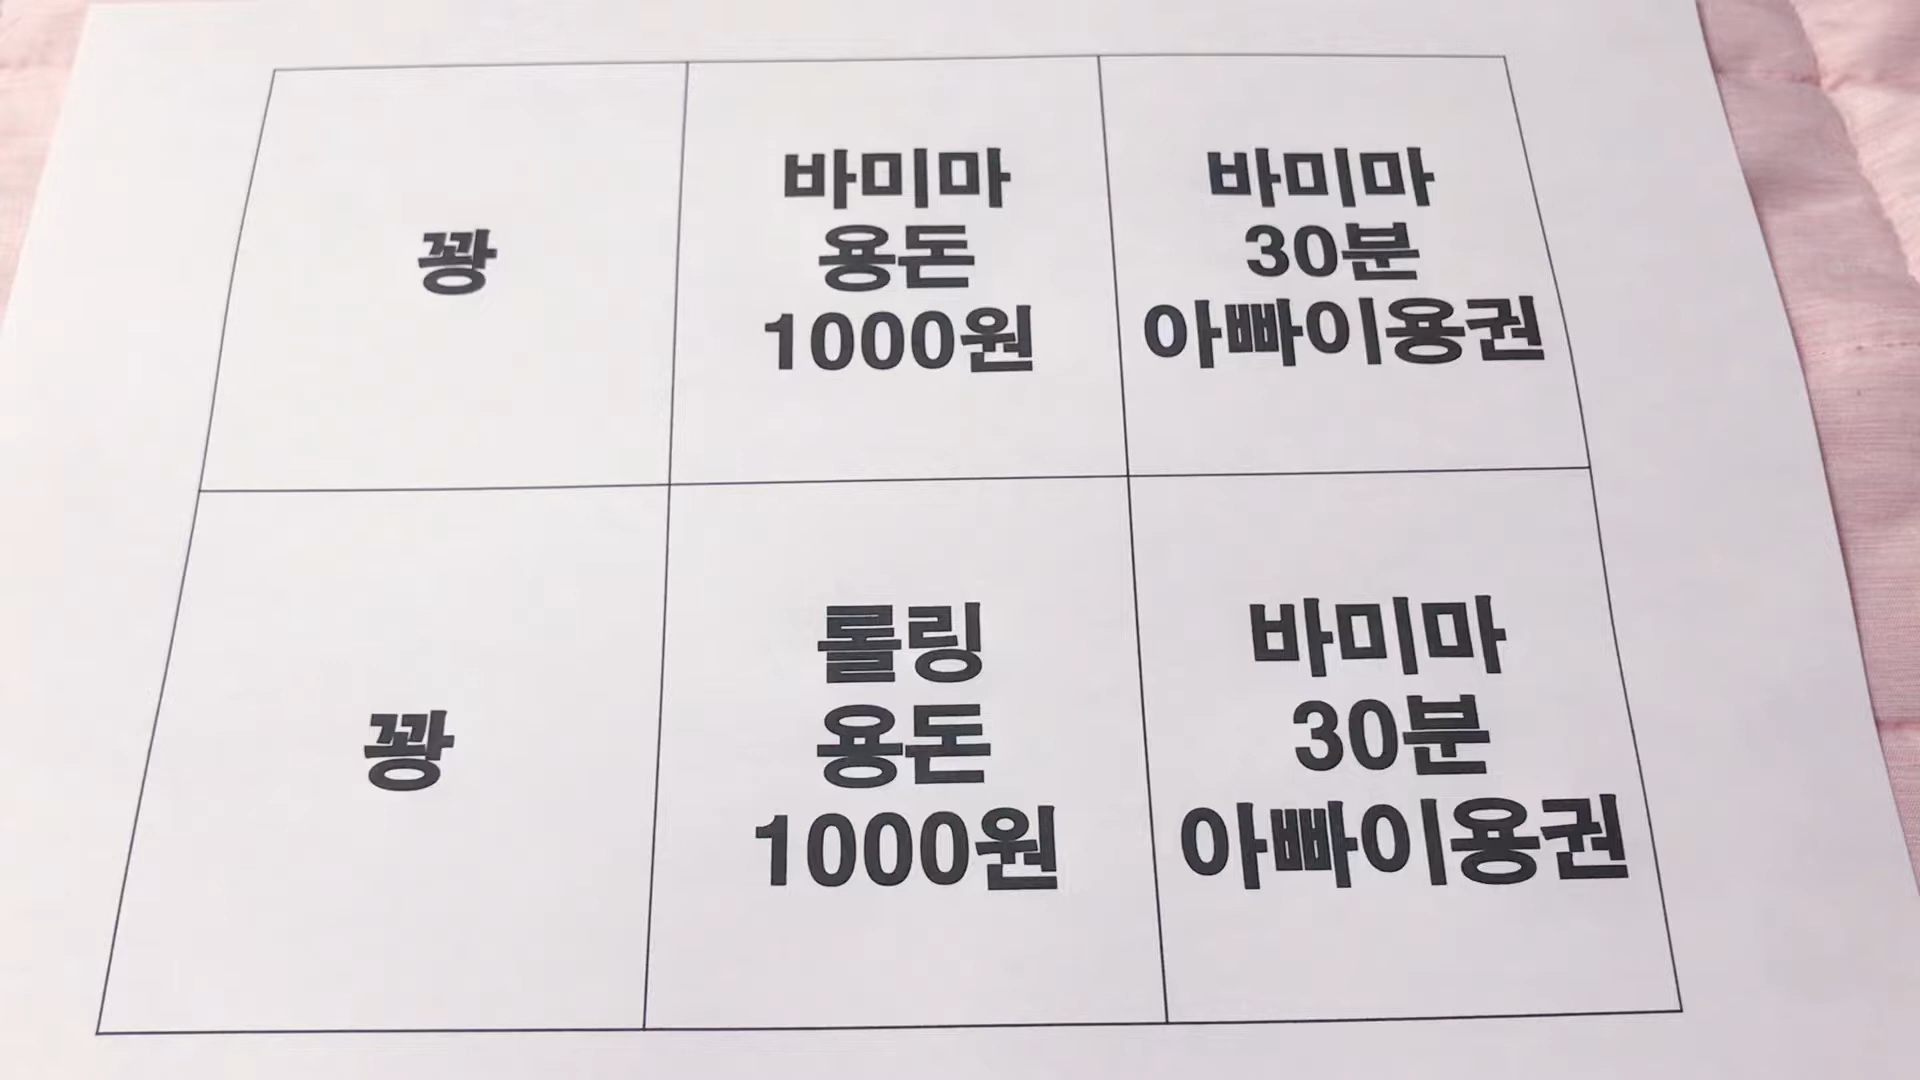 꽝
바미마
용돈
1000원
바미마
30분
아빠이용권
꽝
롤링
용돈
1000원
바미마
30분
아빠이용권